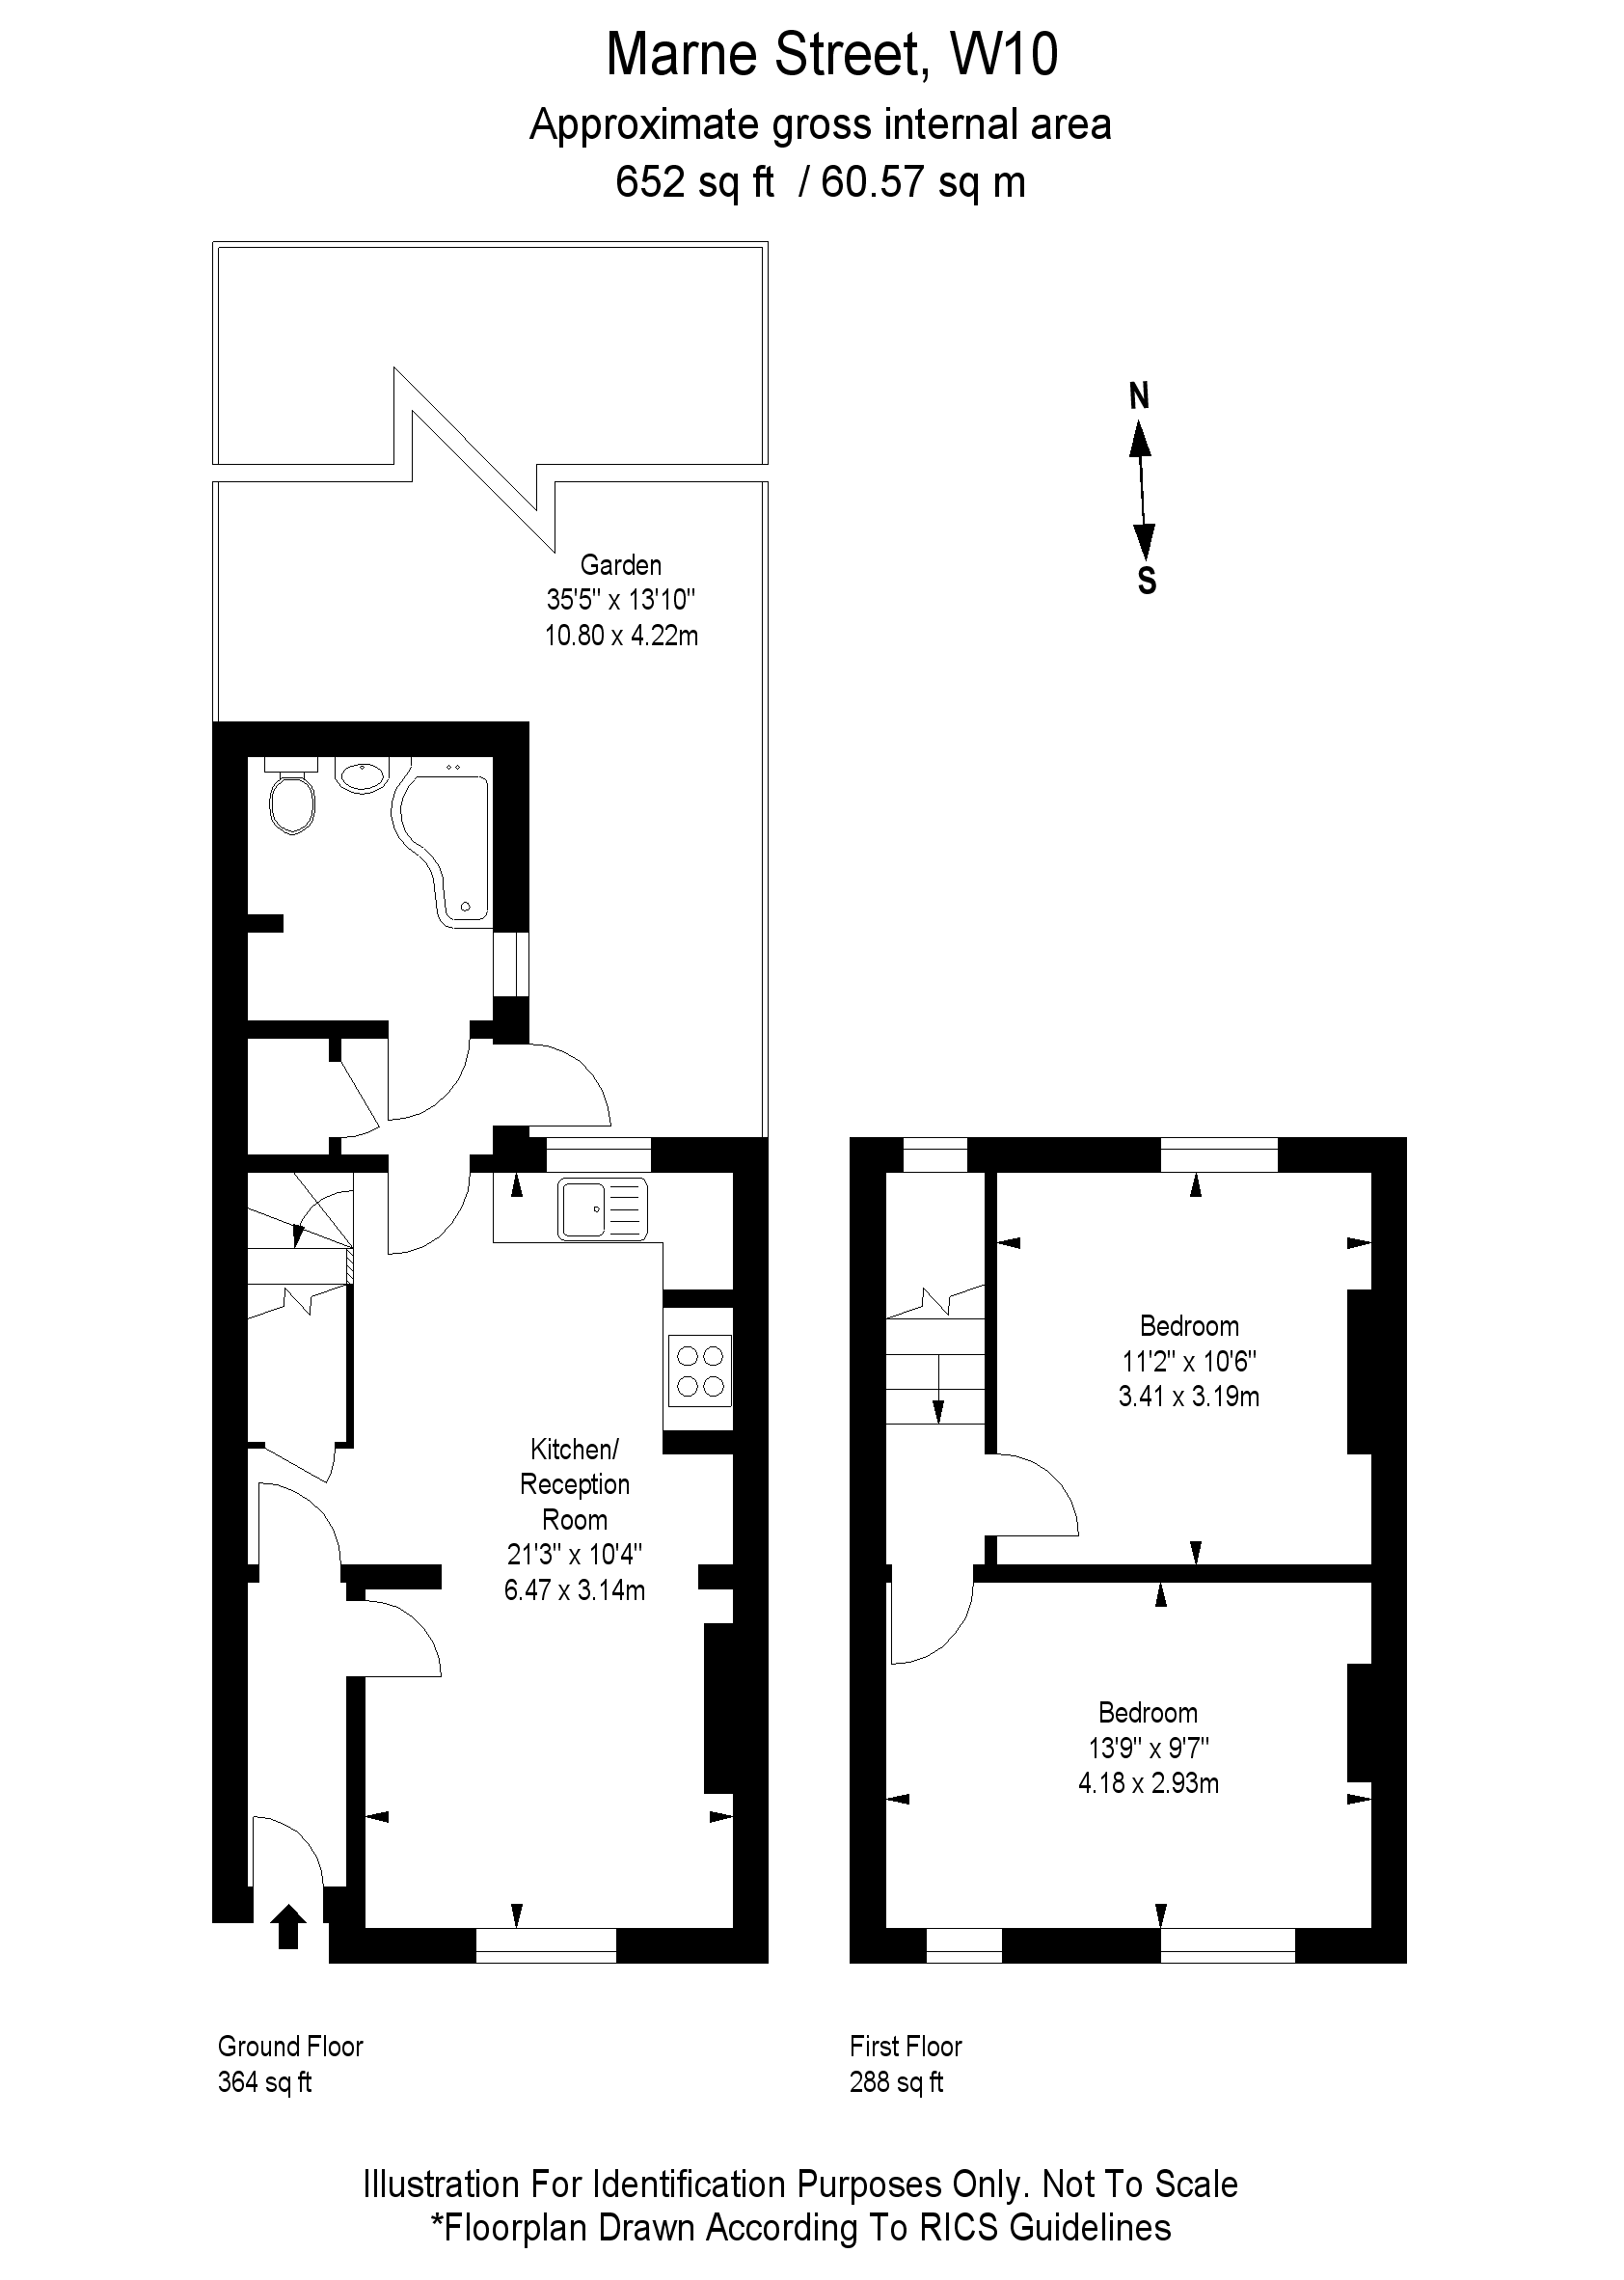 Marne Street, W10
Approximate gross internal area
652 sq ft / 60.57 sq m
N
S
Garden
35'5" x 13'10"
10.80 x 4.22m
Kitchen/
Reception
Room
21'3" x 10'4"
6.47 x 3.14m
Bedroom
11'2" x 10'6"
3.41 x 3.19m
Bedroom
13'9" x 9'7"
4.18 x 2.93m
Ground Floor
364 sq ft
First Floor
288 sq ft
Illustration For Identification Purposes Only. Not To Scale
*Floorplan Drawn According To RICS Guidelines